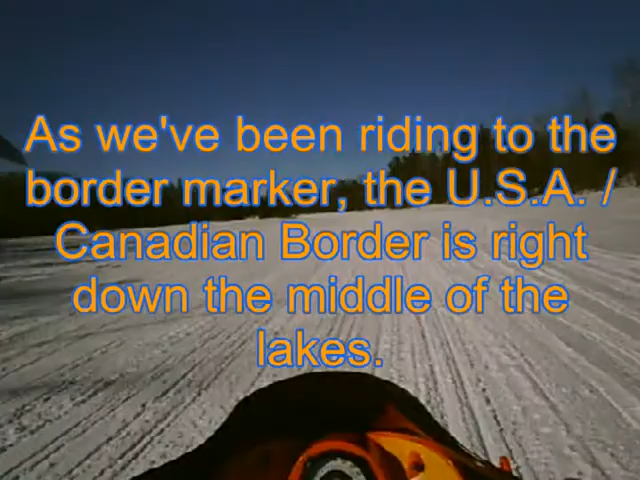 As we've been riding to the
border marker, the U.S.A. /
Canadian Border is right
down the middle of the
lakes.